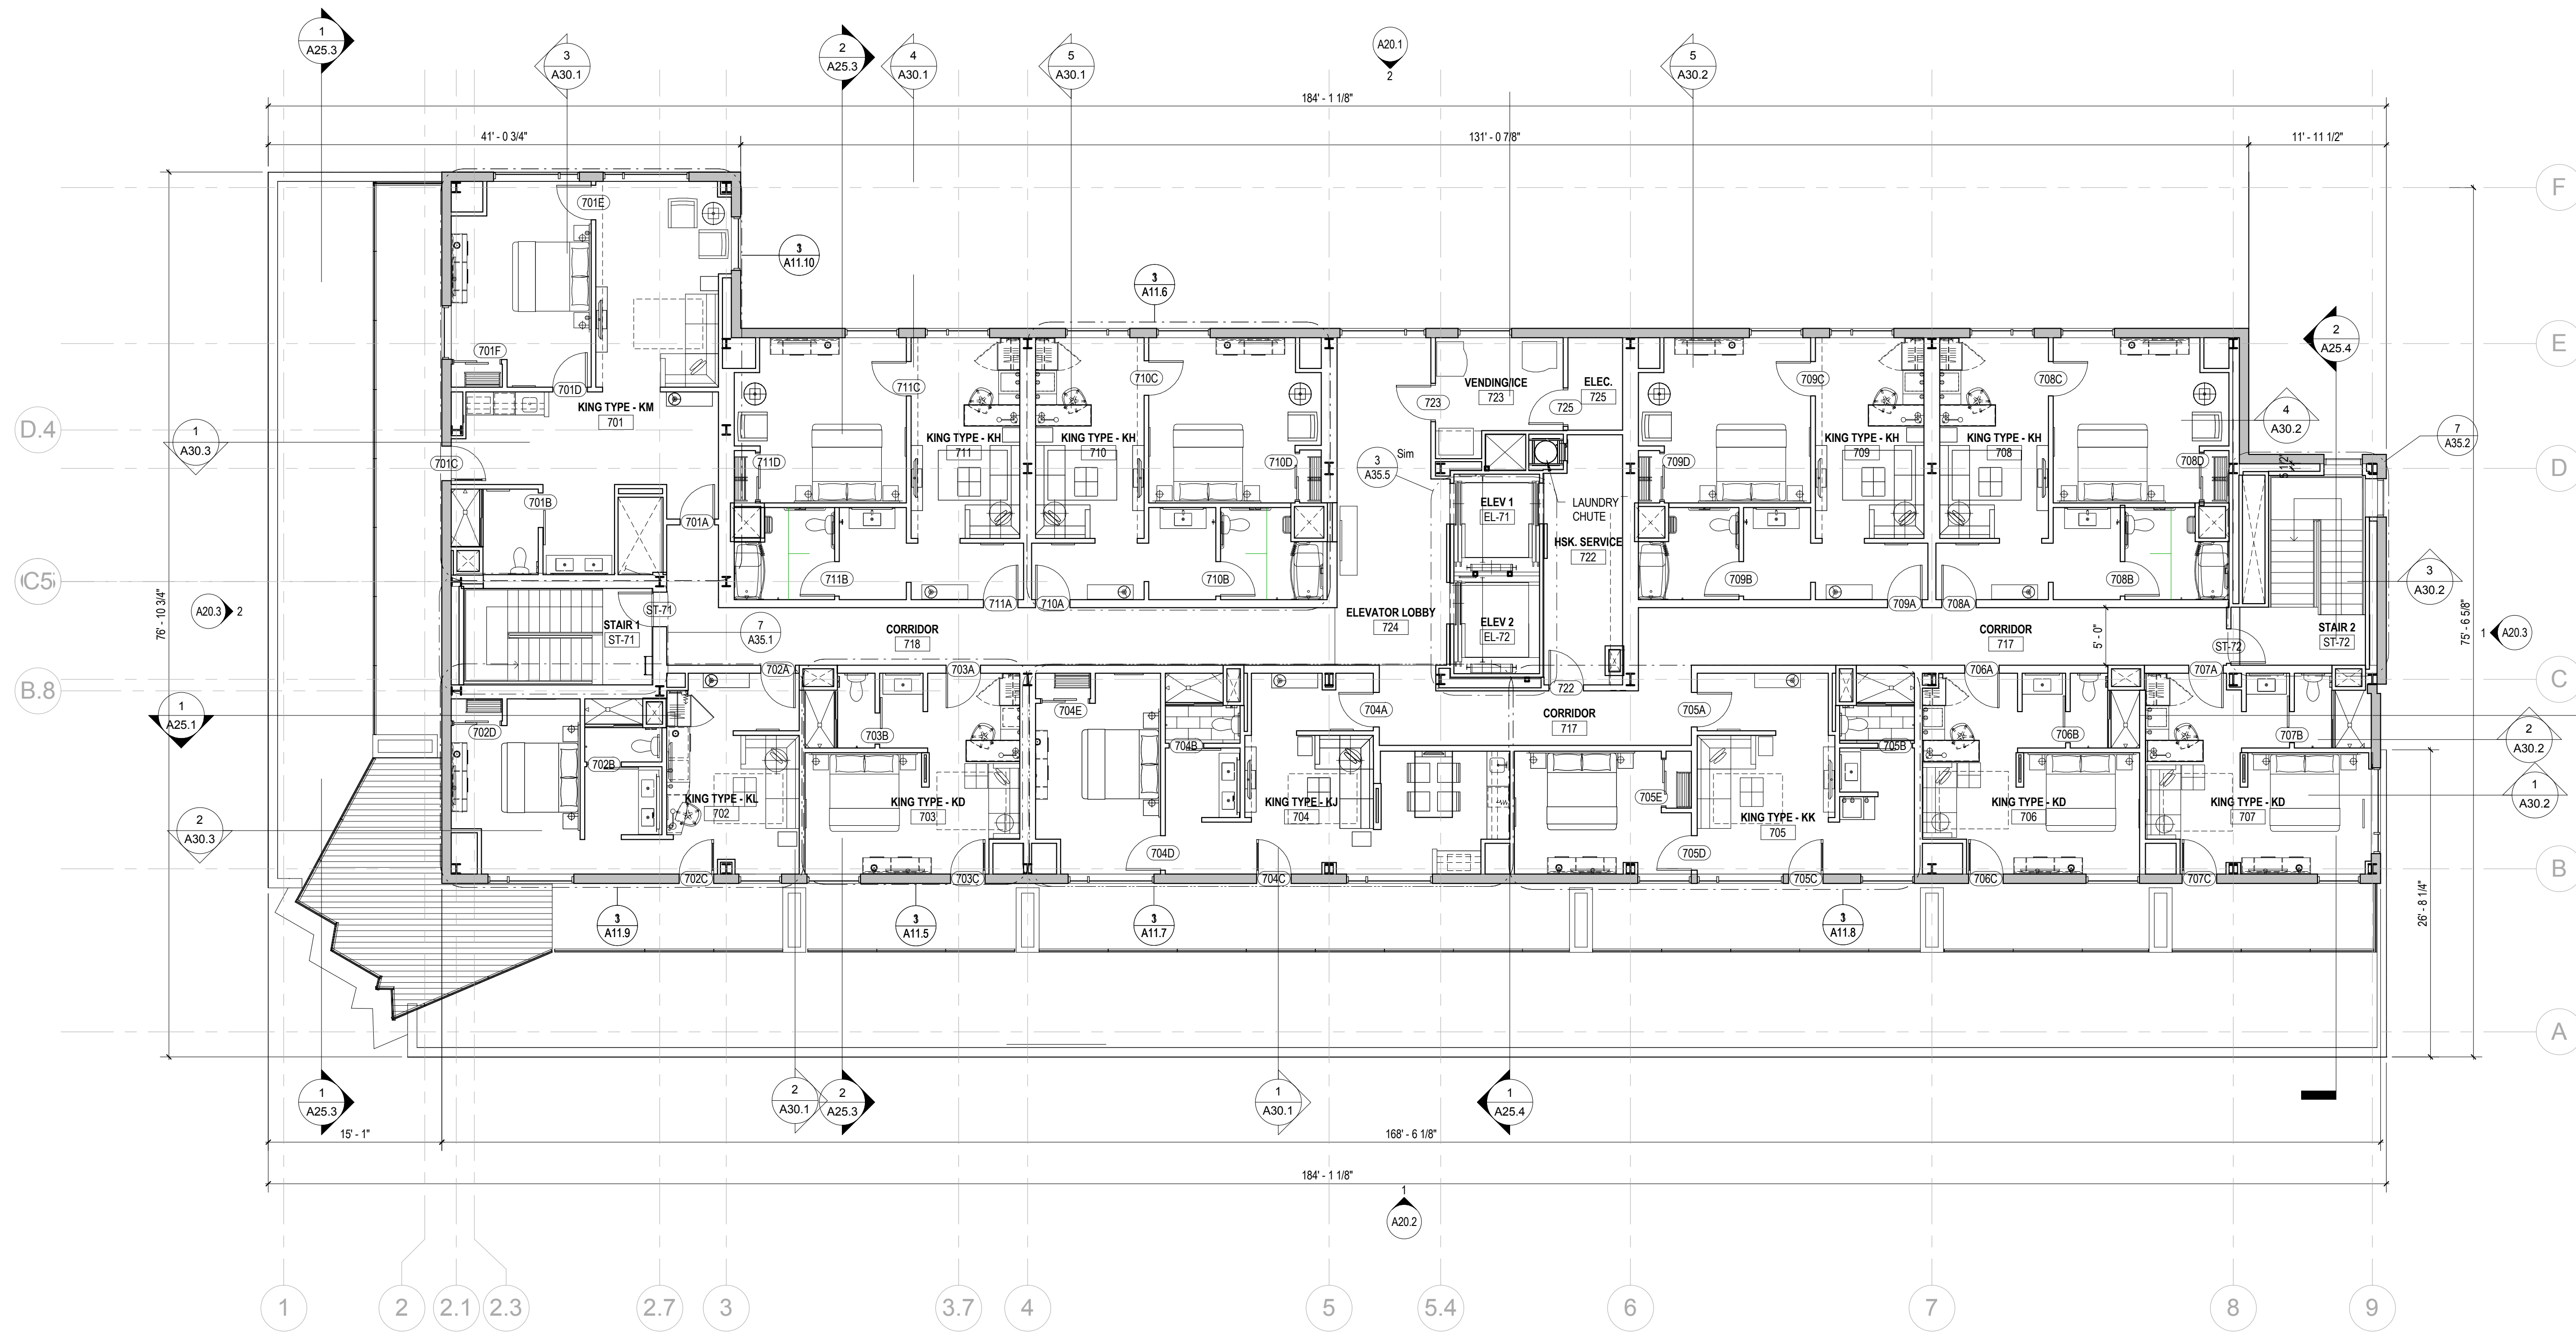 1
A25.3
3
A30.1
2
A25.3
4
A30.1
5
A30.1
A20.1
2
5
A30.2
184' - 1 1/8"
41' - 0 3/4"
131' - 0 7/8"
11' - 11 1/2"
F
701E
3
A11.10
3
A11.6
2
A25.4
E
701F
701D
KING TYPE - KM
701
711C
710C
VENDING/ICE
723
723
ELEC.
725
725
709C
708C
4
A30.2
D.4
1
A30.3
KING TYPE - KH
711
KING TYPE - KH
710
KING TYPE - KH
709
KING TYPE - KH
708
7
A35.2
701C
711D
710D
3
A35.5
Sim
709D
708D
D
701B
701A
ELEV 1
EL-71
LAUNDRY
CHUTE
HSK. SERVICE
722
C5
711B
710B
709B
708B
3
A30.2
76' - 10 3/4"
A20.3
2
ST-71
STAIR 1
ST-71
711A
710A
7
A35.1
CORRIDOR
718
ELEVATOR LOBBY
724
ELEV 2
EL-72
709A
708A
CORRIDOR
717
5' - 0"
ST-72
STAIR 2
ST-72
1
A20.3
75' - 6 5/8"
B.8
702A
703A
722
706A
707A
C
1
A25.1
702D
704E
704A
CORRIDOR
717
705A
702B
703B
704B
705B
706B
707B
2
A30.2
KING TYPE - KL
702
KING TYPE - KD
703
KING TYPE - KJ
704
705E
KING TYPE - KK
705
KING TYPE - KD
706
KING TYPE - KD
707
1
A30.2
2
A30.3
704D
705D
702C
703C
704C
705C
706C
707C
B
3
A11.9
3
A11.5
3
A11.7
3
A11.8
26' - 8 1/4"
A
1
A25.3
2
A30.1
2
A25.3
1
A30.1
1
A25.4
15' - 1"
168' - 6 1/8"
184' - 1 1/8"
1
A20.2
1
2
2.1
2.3
2.7
3
3.7
4
5
5.4
6
7
8
9